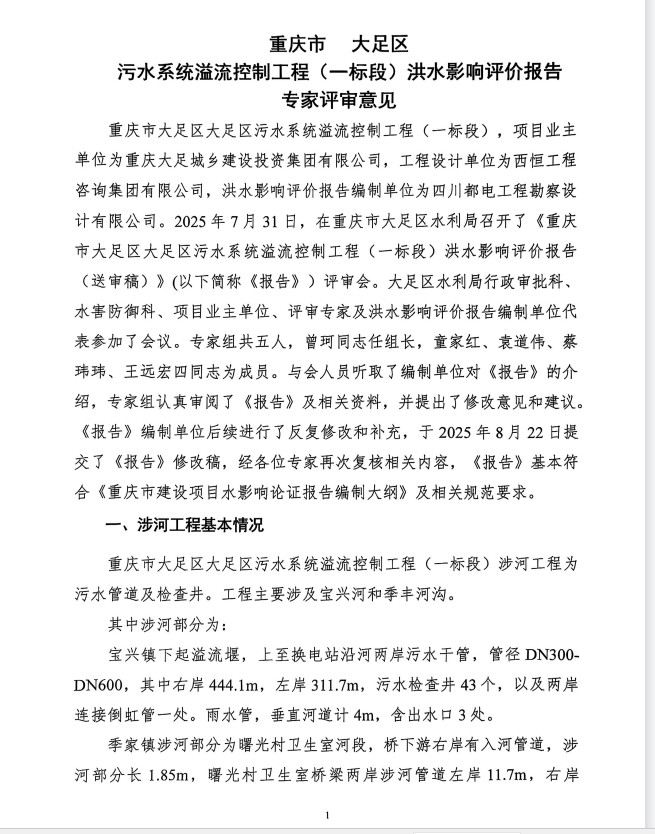 重庆市 大足区
污水系统溢流控制工程（一标段）洪水影响评价报告
专家评审意见
重庆市大足区大足区污水系统溢流控制工程（一标段），项目业主
单位为重庆大足城乡建设投资集团有限公司，工程设计单位为西恒工程
咨询集团有限公司，洪水影响评价报告编制单位为四川都电工程勘察设
计有限公司。2025 年 7 月 31 日，在重庆市大足区水利局召开了《重庆
市大足区大足区污水系统溢流控制工程（一标段）洪水影响评价报告
（送审稿）》(以下简称《报告》）评审会。大足区水利局行政审批科、
水害防御科、项目业主单位、评审专家及洪水影响评价报告编制单位代
表参加了会议。专家组共五人，曾珂同志任组长，童家红、袁道伟、蔡
玮玮、王远宏四同志为成员。与会人员听取了编制单位对《报告》的介
绍，专家组认真审阅了《报告》及相关资料，并提出了修改意见和建议。
《报告》编制单位后续进行了反复修改和补充，于 2025 年 8 月 22 日提
交了《报告》修改稿，经各位专家再次复核相关内容，《报告》基本符
合《重庆市建设项目水影响论证报告编制大纲》及相关规范要求。
一、涉河工程基本情况
重庆市大足区大足区污水系统溢流控制工程（一标段）涉河工程为
污水管道及检查井。工程主要涉及宝兴河和季丰河沟。
其中涉河部分为：
宝兴镇下起溢流堰，上至换电站沿河两岸污水干管，管径 DN300-
DN600，其中右岸 444.1m，左岸 311.7m，污水检查井 43 个，以及两岸
连接倒虹管一处。雨水管，垂直河道计 4m，含出水口 3 处。
季家镇涉河部分为曙光村卫生室河段，桥下游右岸有入河管道，涉
河部分长 1.85m，曙光村卫生室桥梁两岸涉河管道左岸 11.7m，右岸
1